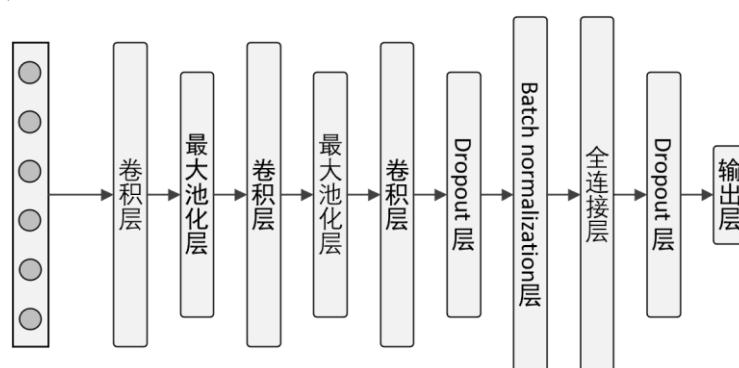 卷积层
最大池化层
卷积层
最大池化层
卷积层
Dropout 层
Batch normalization层
全连接层
Dropout 层
输出层